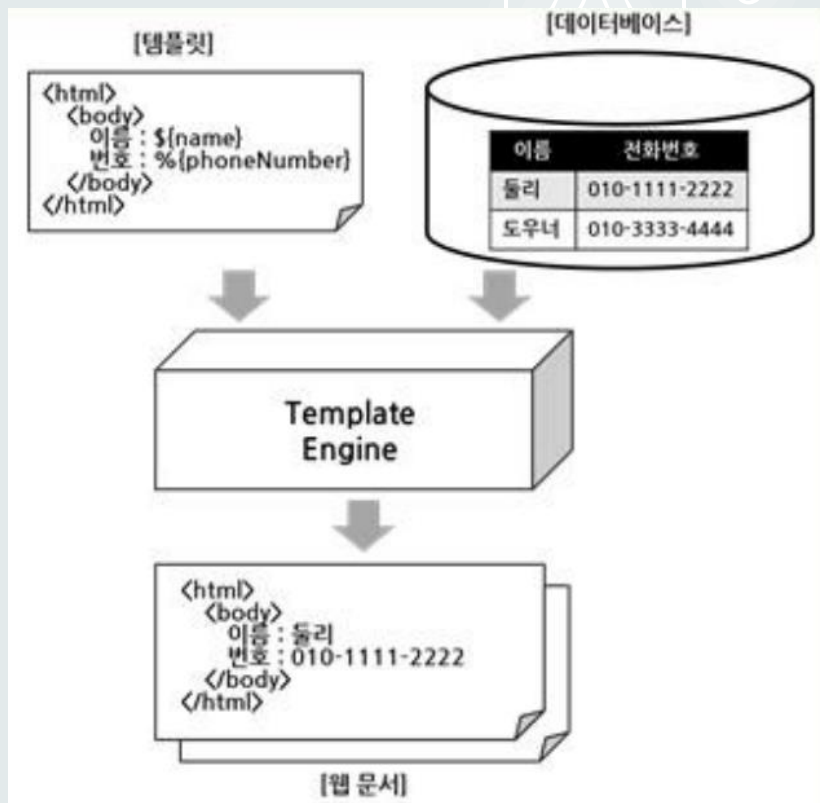 [템플릿]
<html>
<body>
이름 : ${name}
번호 : %{phoneNumber}
</body>
</html>
[데이터베이스]
이름 전화번호
둘리 010-1111-2222
도우너 010-3333-4444
Template
Engine
<html>
<body>
이름 : 둘리
번호 : 010-1111-2222
</body>
</html>
[웹 문서]